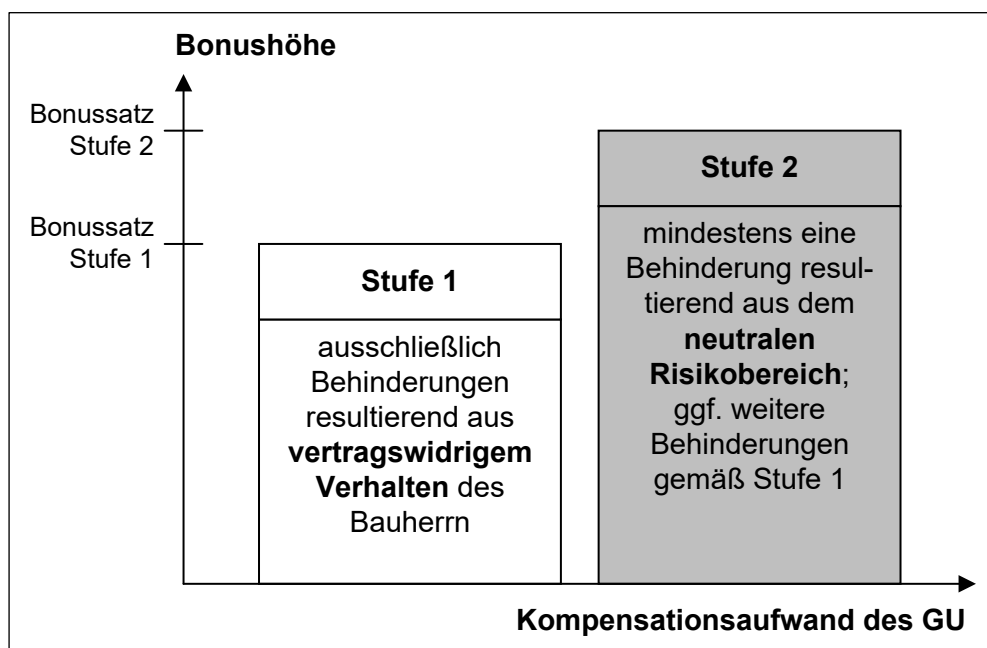 Bonushöhe
Bonussatz
Stufe 2
Bonussatz
Stufe 1
Stufe 1
ausschließlich
Behinderungen
resultierend aus
vertragswidrigem
Verhalten des
Bauherrn
Stufe 2
mindestens eine
Behinderung resul-
tierend aus dem
neutralen
Risikobereich;
ggf. weitere
Behinderungen
gemäß Stufe 1
Kompensationsaufwand des GU